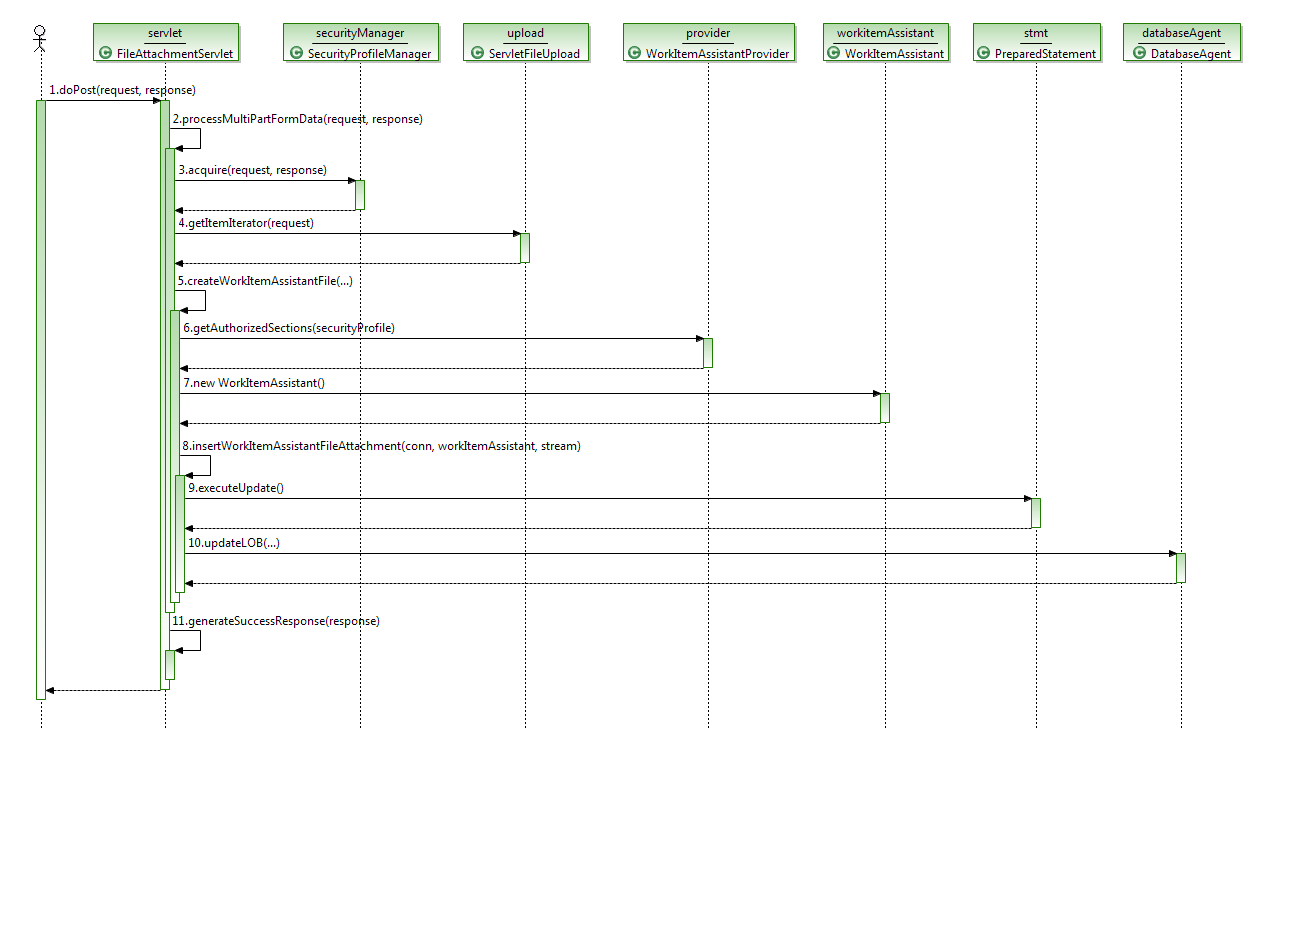 servlet
FileAttachmentServlet
securityManager
SecurityProfileManager
upload
ServletFileUpload
provider
WorkItemAssistantProvider
workitemAssistant
WorkItemAssistant
stmt
PreparedStatement
databaseAgent
DatabaseAgent
1.doPost(request, response)
2.processMultiPartFormData(request, response)
3.acquire(request, response)
4.getItemIterator(request)
5.createWorkItemAssistantFile(...)
6.getAuthorizedSections(securityProfile)
7.new WorkItemAssistant()
8.insertWorkItemAssistantFileAttachment(conn, workItemAssistant, stream)
9.executeUpdate()
10.updateLOB(...)
11.generateSuccessResponse(response)